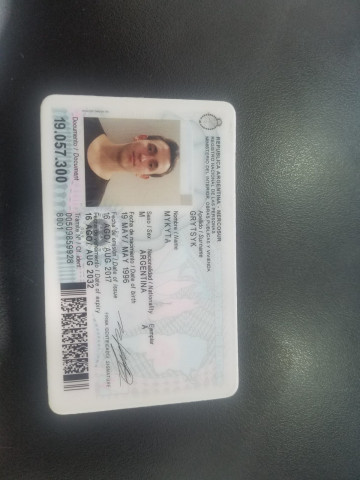 REPUBLICA ARGENTINA - MERCOSUR
REGISTRO NACIONAL DE LAS PERSONAS
MINISTERIO DEL INTERIOR, OBRAS PUBLICAS Y VIVIENDA
Apellido / Surname
GRYTSYK
Nombre / Name
MYKYTA
Sexo / Sex Nacionalidad / Nationality Ejemplar
M ARGENTINA A
Fecha de nacimiento / Date of birth
19 MAY/ MAY 1996
Fecha de emisión / Date of issue
16 AGO/ AUG 2017
Fecha de vencimiento / Date of expiry
16 AGO/ AUG 2032
FIRMA IDENTIFICADO / SIGNATURE
Documento / Document
19.057.300
Trámite Nº / Of. ident.
00509859928
8001